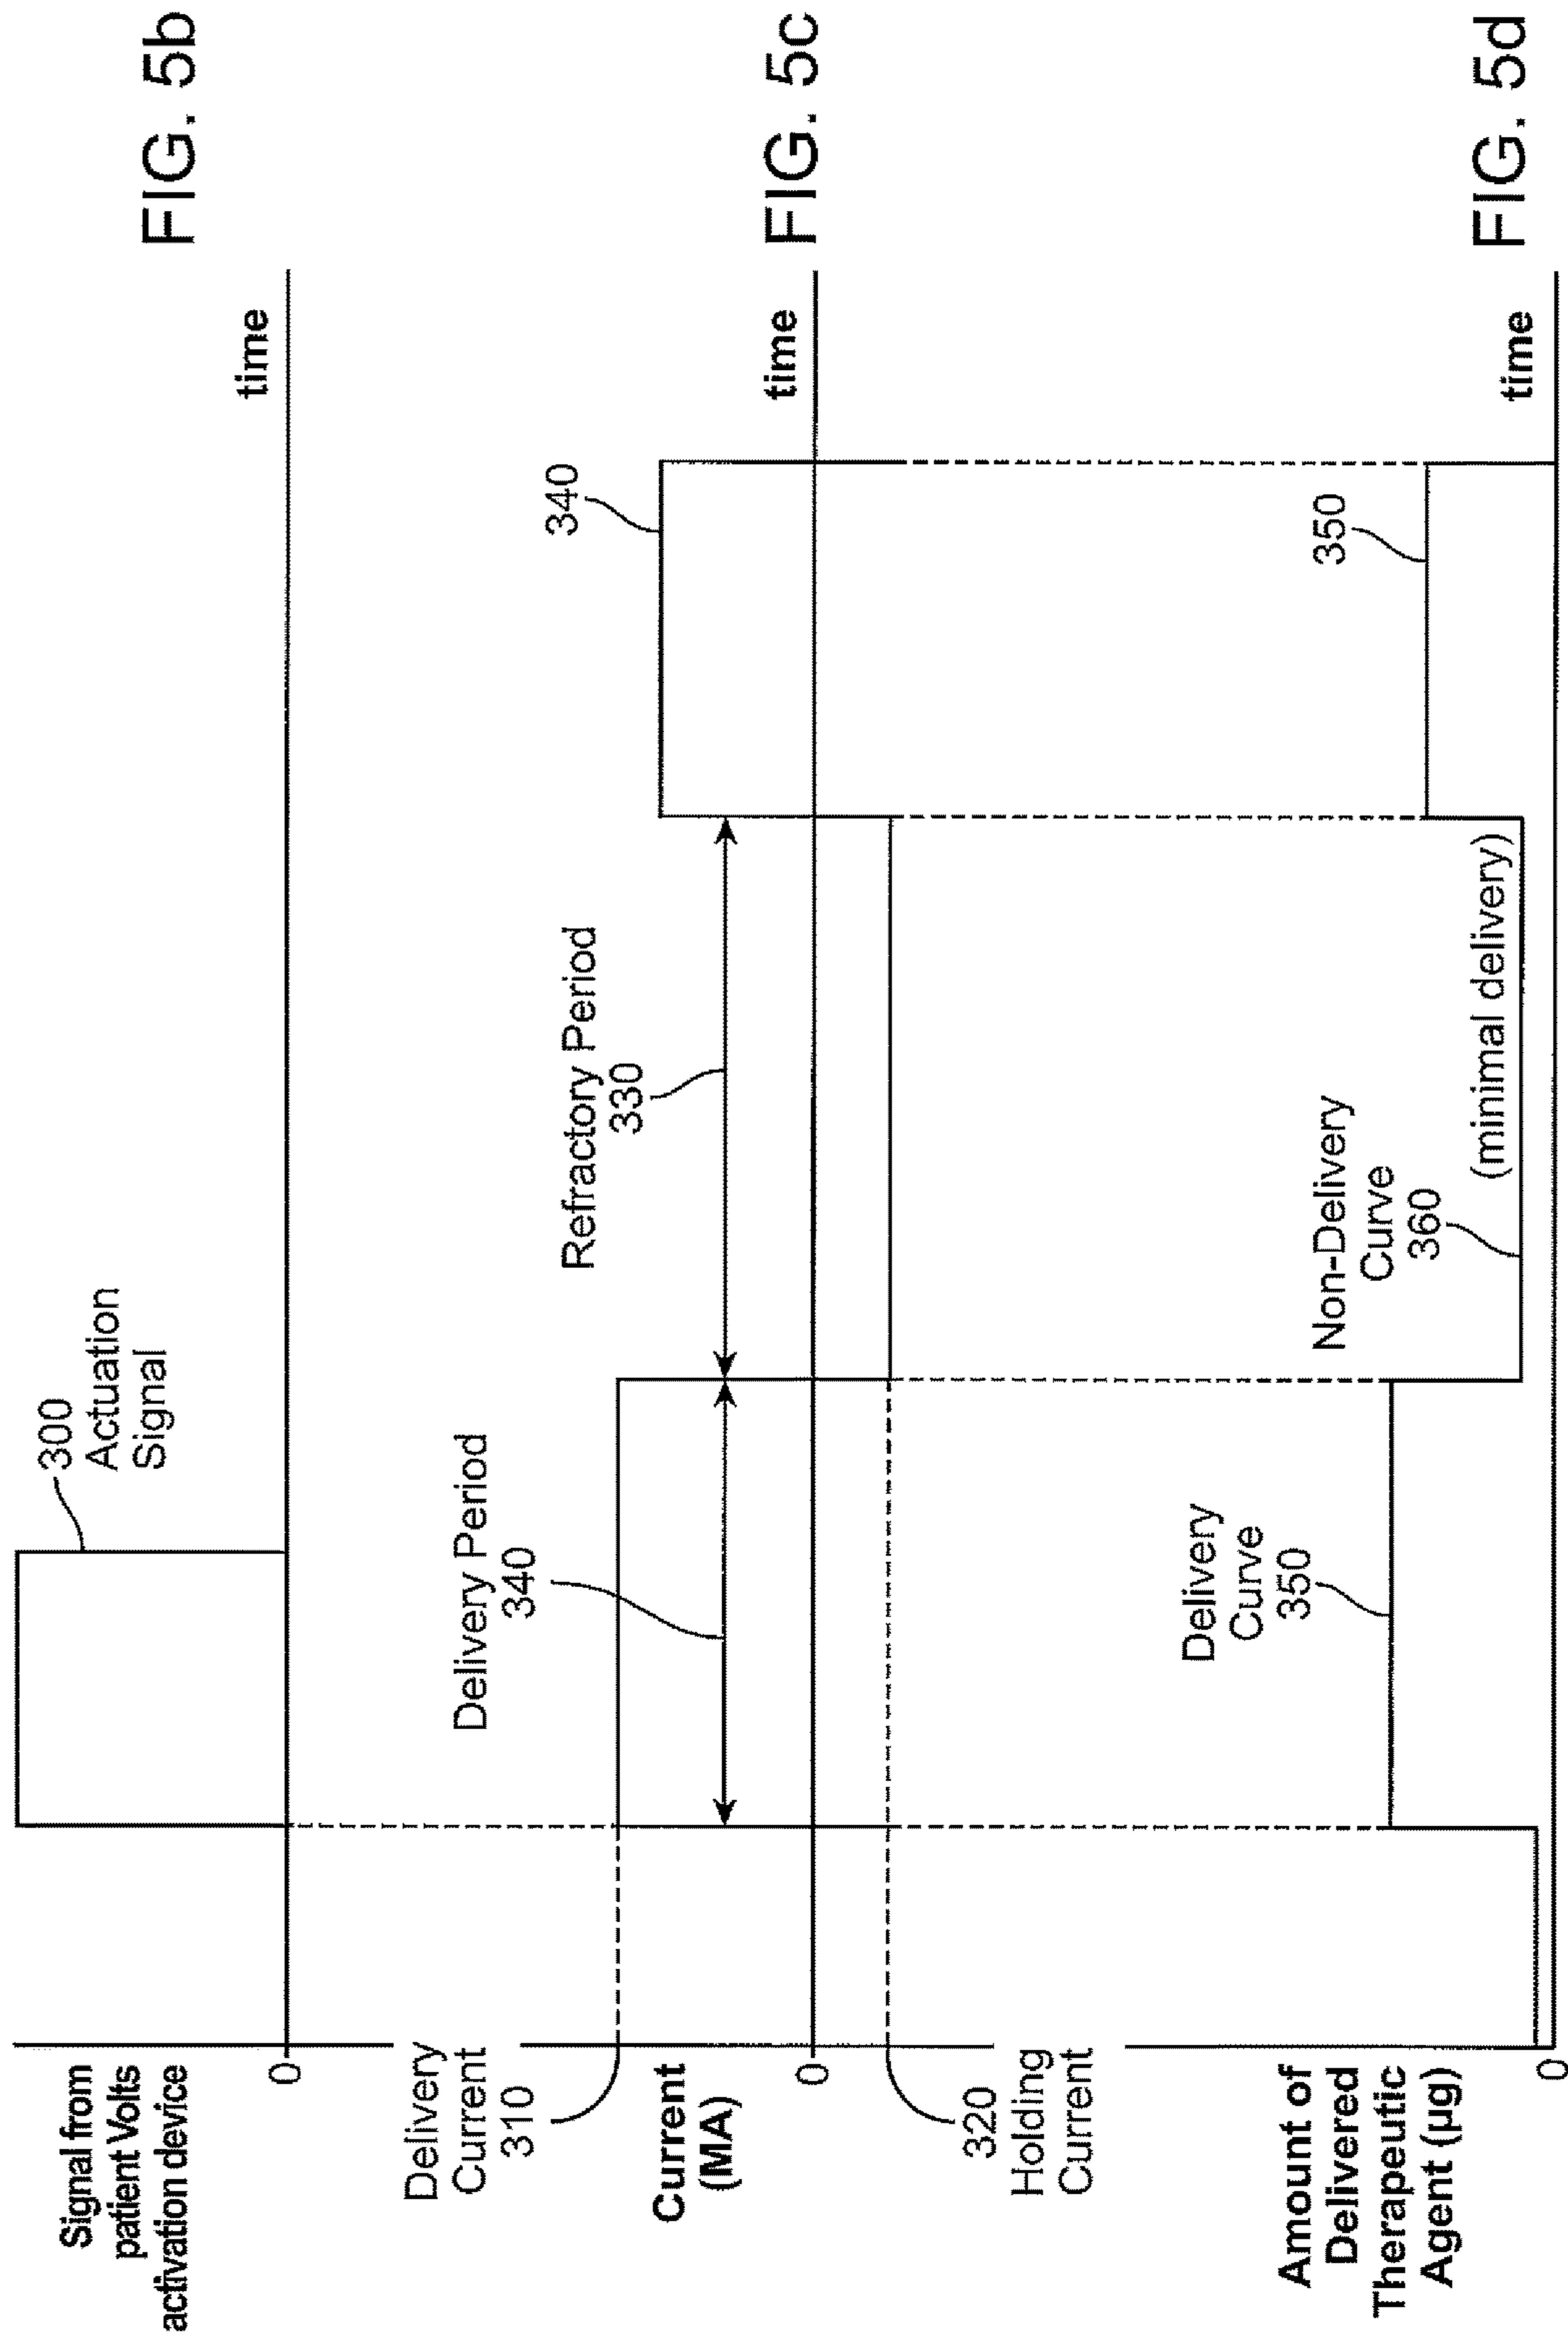 Signal from
patient Volts
activation device
0
300
Actuation
Signal
time
FIG. 5b
Delivery
Current
310
Current
(MA)
0
320
Holding
Current
Delivery Period
340
Refractory Period
330
340
time
FIG. 5c
Amount of
Delivered
Therapeutic
Agent (µg)
0
Delivery
Curve
350
Non-Delivery
Curve
360
(minimal delivery)
350
time
FIG. 5d